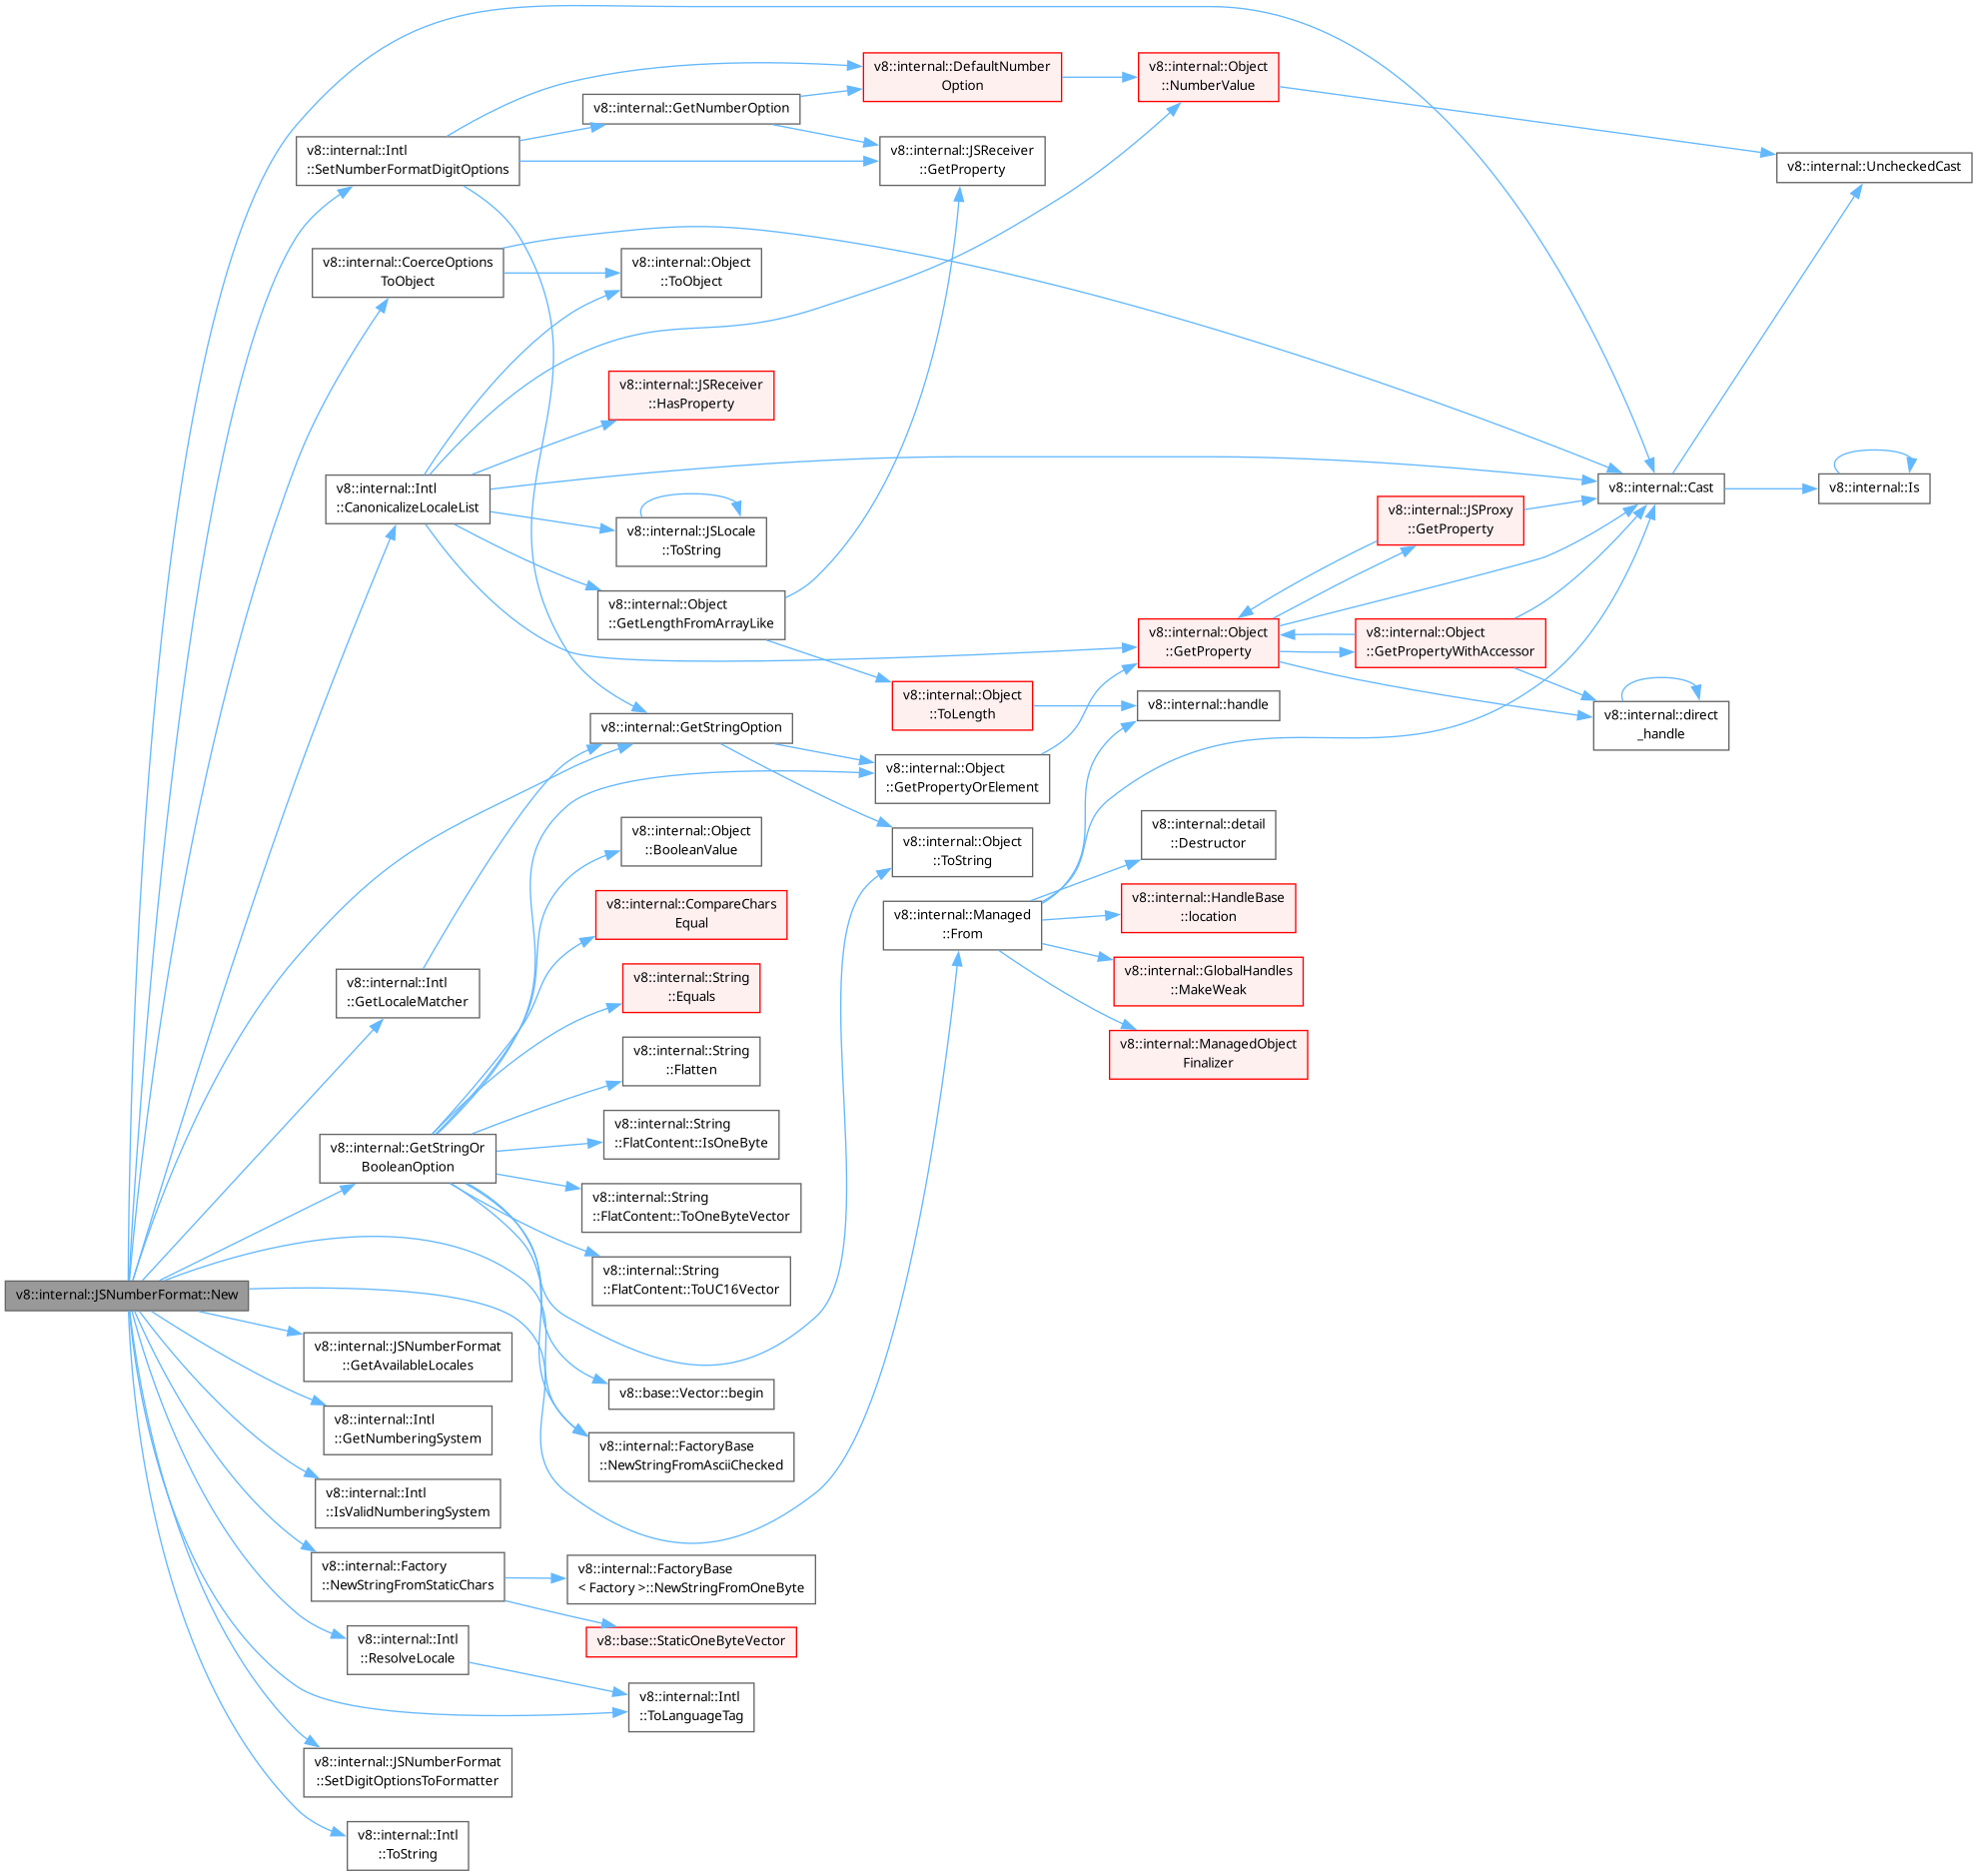 v8::internal::JSNumberFormat::New
v8::internal::Intl
::SetNumberFormatDigitOptions
v8::internal::CoerceOptions
ToObject
v8::internal::Intl
::CanonicalizeLocaleList
v8::internal::Intl
::GetLocaleMatcher
v8::internal::GetStringOr
BooleanOption
v8::internal::JSNumberFormat
::GetAvailableLocales
v8::internal::Intl
::GetNumberingSystem
v8::internal::Intl
::IsValidNumberingSystem
v8::internal::Factory
::NewStringFromStaticChars
v8::internal::Intl
::ResolveLocale
v8::internal::JSNumberFormat
::SetDigitOptionsToFormatter
v8::internal::Intl
::ToString
v8::internal::GetNumberOption
v8::internal::Object
::ToObject
v8::internal::JSReceiver
::HasProperty
v8::internal::JSLocale
::ToString
v8::internal::Object
::GetLengthFromArrayLike
v8::internal::GetStringOption
v8::internal::Object
::BooleanValue
v8::internal::CompareChars
Equal
v8::internal::String
::Equals
v8::internal::String
::Flatten
v8::internal::String
::FlatContent::IsOneByte
v8::internal::String
::FlatContent::ToOneByteVector
v8::internal::String
::FlatContent::ToUC16Vector
v8::base::Vector::begin
v8::internal::FactoryBase
::NewStringFromAsciiChecked
v8::internal::FactoryBase
< Factory >::NewStringFromOneByte
v8::base::StaticOneByteVector
v8::internal::Intl
::ToLanguageTag
v8::internal::DefaultNumber
Option
v8::internal::JSReceiver
::GetProperty
v8::internal::Object
::ToLength
v8::internal::Object
::GetPropertyOrElement
v8::internal::Object
::ToString
v8::internal::Managed
::From
v8::internal::Object
::NumberValue
v8::internal::Object
::GetProperty
v8::internal::handle
v8::internal::detail
::Destructor
v8::internal::HandleBase
::location
v8::internal::GlobalHandles
::MakeWeak
v8::internal::ManagedObject
Finalizer
v8::internal::JSProxy
::GetProperty
v8::internal::Object
::GetPropertyWithAccessor
v8::internal::Cast
v8::internal::direct
_handle
v8::internal::UncheckedCast
v8::internal::Is